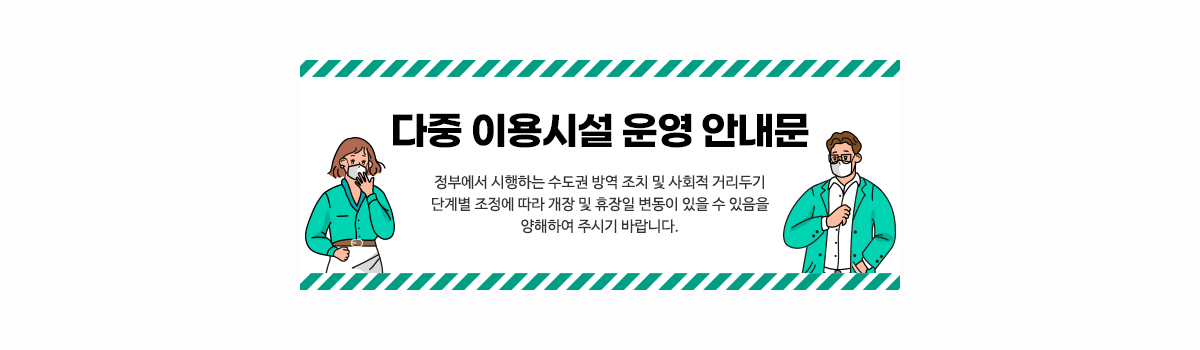 다중 이용시설 운영 안내문
정부에서 시행하는 수도권 방역 조치 및 사회적 거리두기
단계별 조정에 따라 개장 및 휴장일 변동이 있을 수 있음을
양해하여 주시기 바랍니다.